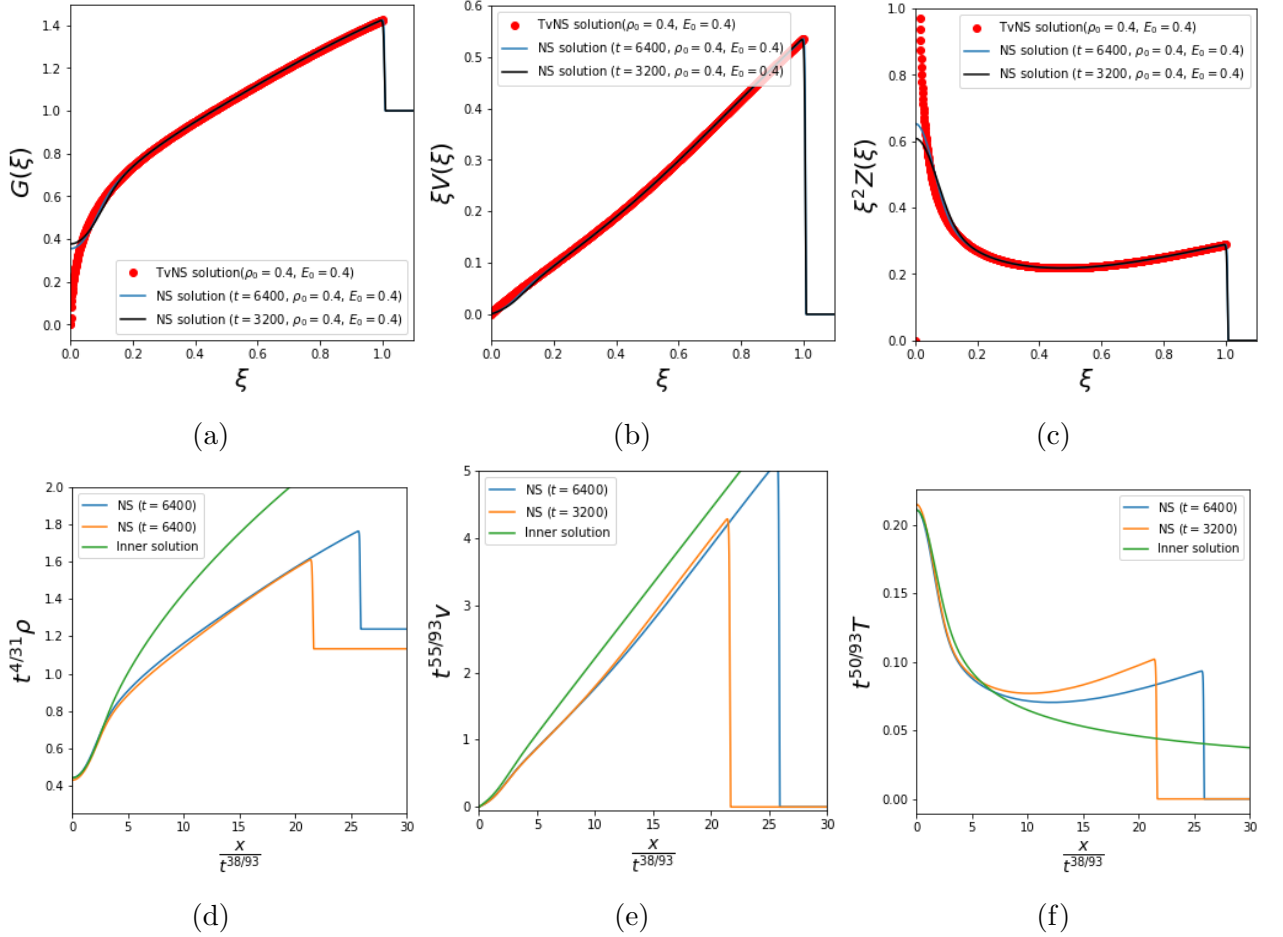 G(ξ)
1.4
1.2
1.0
0.8
0.6
0.4
0.2
0.0
TvNS solution(ρ₀ = 0.4, E₀ = 0.4)
NS solution (t = 6400, ρ₀ = 0.4, E₀ = 0.4)
NS solution (t = 3200, ρ₀ = 0.4, E₀ = 0.4)
0.0 0.2 0.4 0.6 0.8 1.0
ξ
(a)
ξV(ξ)
0.6
0.5
0.4
0.3
0.2
0.1
0.0
TvNS solution(ρ₀ = 0.4, E₀ = 0.4)
NS solution (t = 6400, ρ₀ = 0.4, E₀ = 0.4)
NS solution (t = 3200, ρ₀ = 0.4, E₀ = 0.4)
0.0 0.2 0.4 0.6 0.8 1.0
ξ
(b)
ξ²Z(ξ)
1.0
0.8
0.6
0.4
0.2
0.0
TvNS solution(ρ₀ = 0.4, E₀ = 0.4)
NS solution (t = 6400, ρ₀ = 0.4, E₀ = 0.4)
NS solution (t = 3200, ρ₀ = 0.4, E₀ = 0.4)
0.0 0.2 0.4 0.6 0.8 1.0
ξ
(c)
t^{4/31}ρ
2.0
1.8
1.6
1.4
1.2
1.0
0.8
0.6
0.4
NS (t = 6400)
NS (t = 6400)
Inner solution
0 5 10 15 20 25 30
x
t^{38/93}
(d)
t^{55/93}v
5
4
3
2
1
0
NS (t = 6400)
NS (t = 3200)
Inner solution
0 5 10 15 20 25 30
x
t^{38/93}
(e)
t^{50/93}T
0.20
0.15
0.10
0.05
0.00
NS (t = 6400)
NS (t = 3200)
Inner solution
0 5 10 15 20 25 30
x
t^{38/93}
(f)